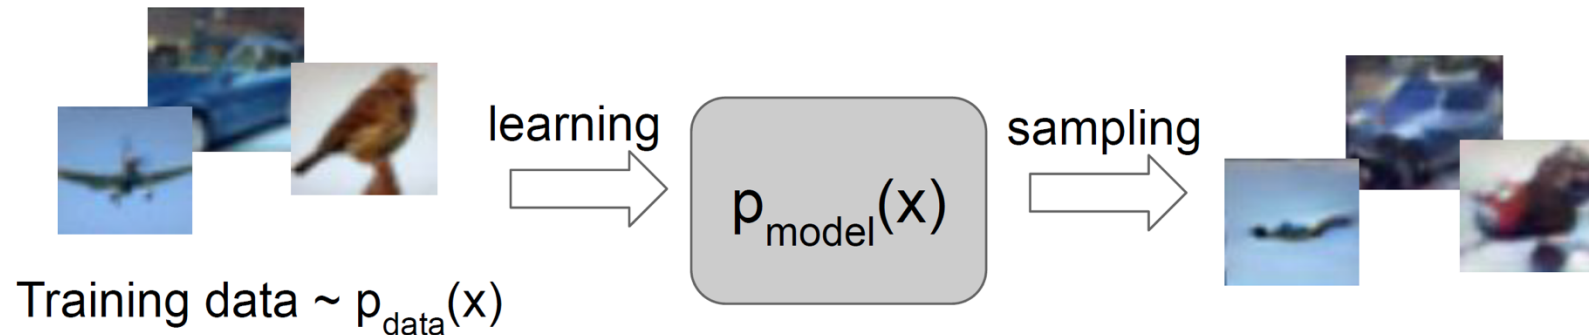 learning
sampling
p_model(x)
Training data ~ p_data(x)